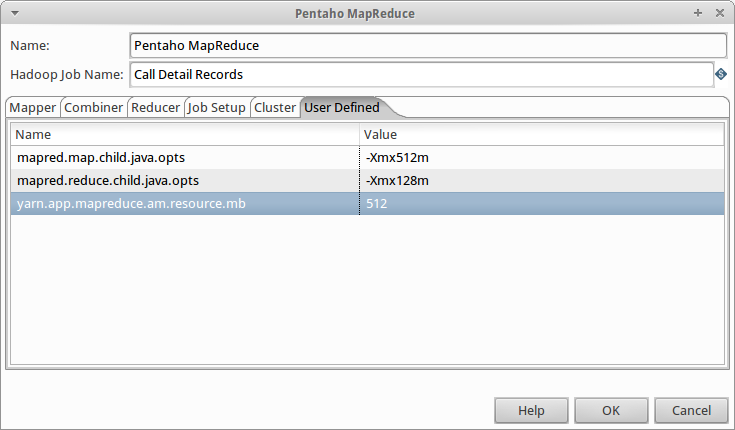 Pentaho MapReduce
Name: Pentaho MapReduce
Hadoop Job Name: Call Detail Records
Mapper Combiner Reducer Job Setup Cluster User Defined
Name Value
mapred.map.child.java.opts -Xmx512m
mapred.reduce.child.java.opts -Xmx128m
yarn.app.mapreduce.am.resource.mb 512
Help OK Cancel